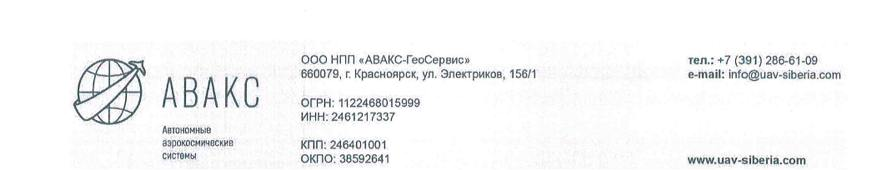 АВАКС
Автономные
аэрокосмические
системы
ООО НПП «АВАКС-ГеоСервис»
660079, г. Красноярск, ул. Электриков, 156/1
ОГРН: 1122468015999
ИНН: 2461217337
КПП: 246401001
ОКПО: 38592641
тел.: +7 (391) 286-61-09
e-mail: info@uav-siberia.com
www.uav-siberia.com